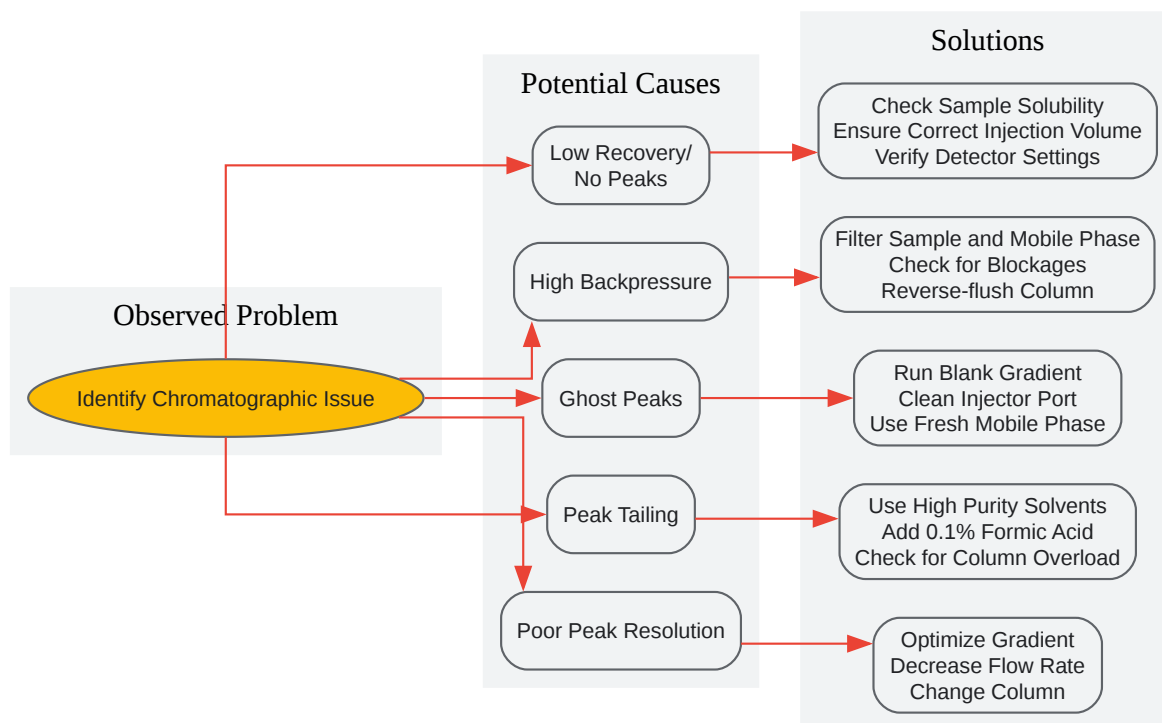 Observed Problem
Identify Chromatographic Issue
Potential Causes
Low Recovery/
No Peaks
High Backpressure
Ghost Peaks
Peak Tailing
Poor Peak Resolution
Solutions
Check Sample Solubility
Ensure Correct Injection Volume
Verify Detector Settings
Filter Sample and Mobile Phase
Check for Blockages
Reverse-flush Column
Run Blank Gradient
Clean Injector Port
Use Fresh Mobile Phase
Use High Purity Solvents
Add 0.1% Formic Acid
Check for Column Overload
Optimize Gradient
Decrease Flow Rate
Change Column